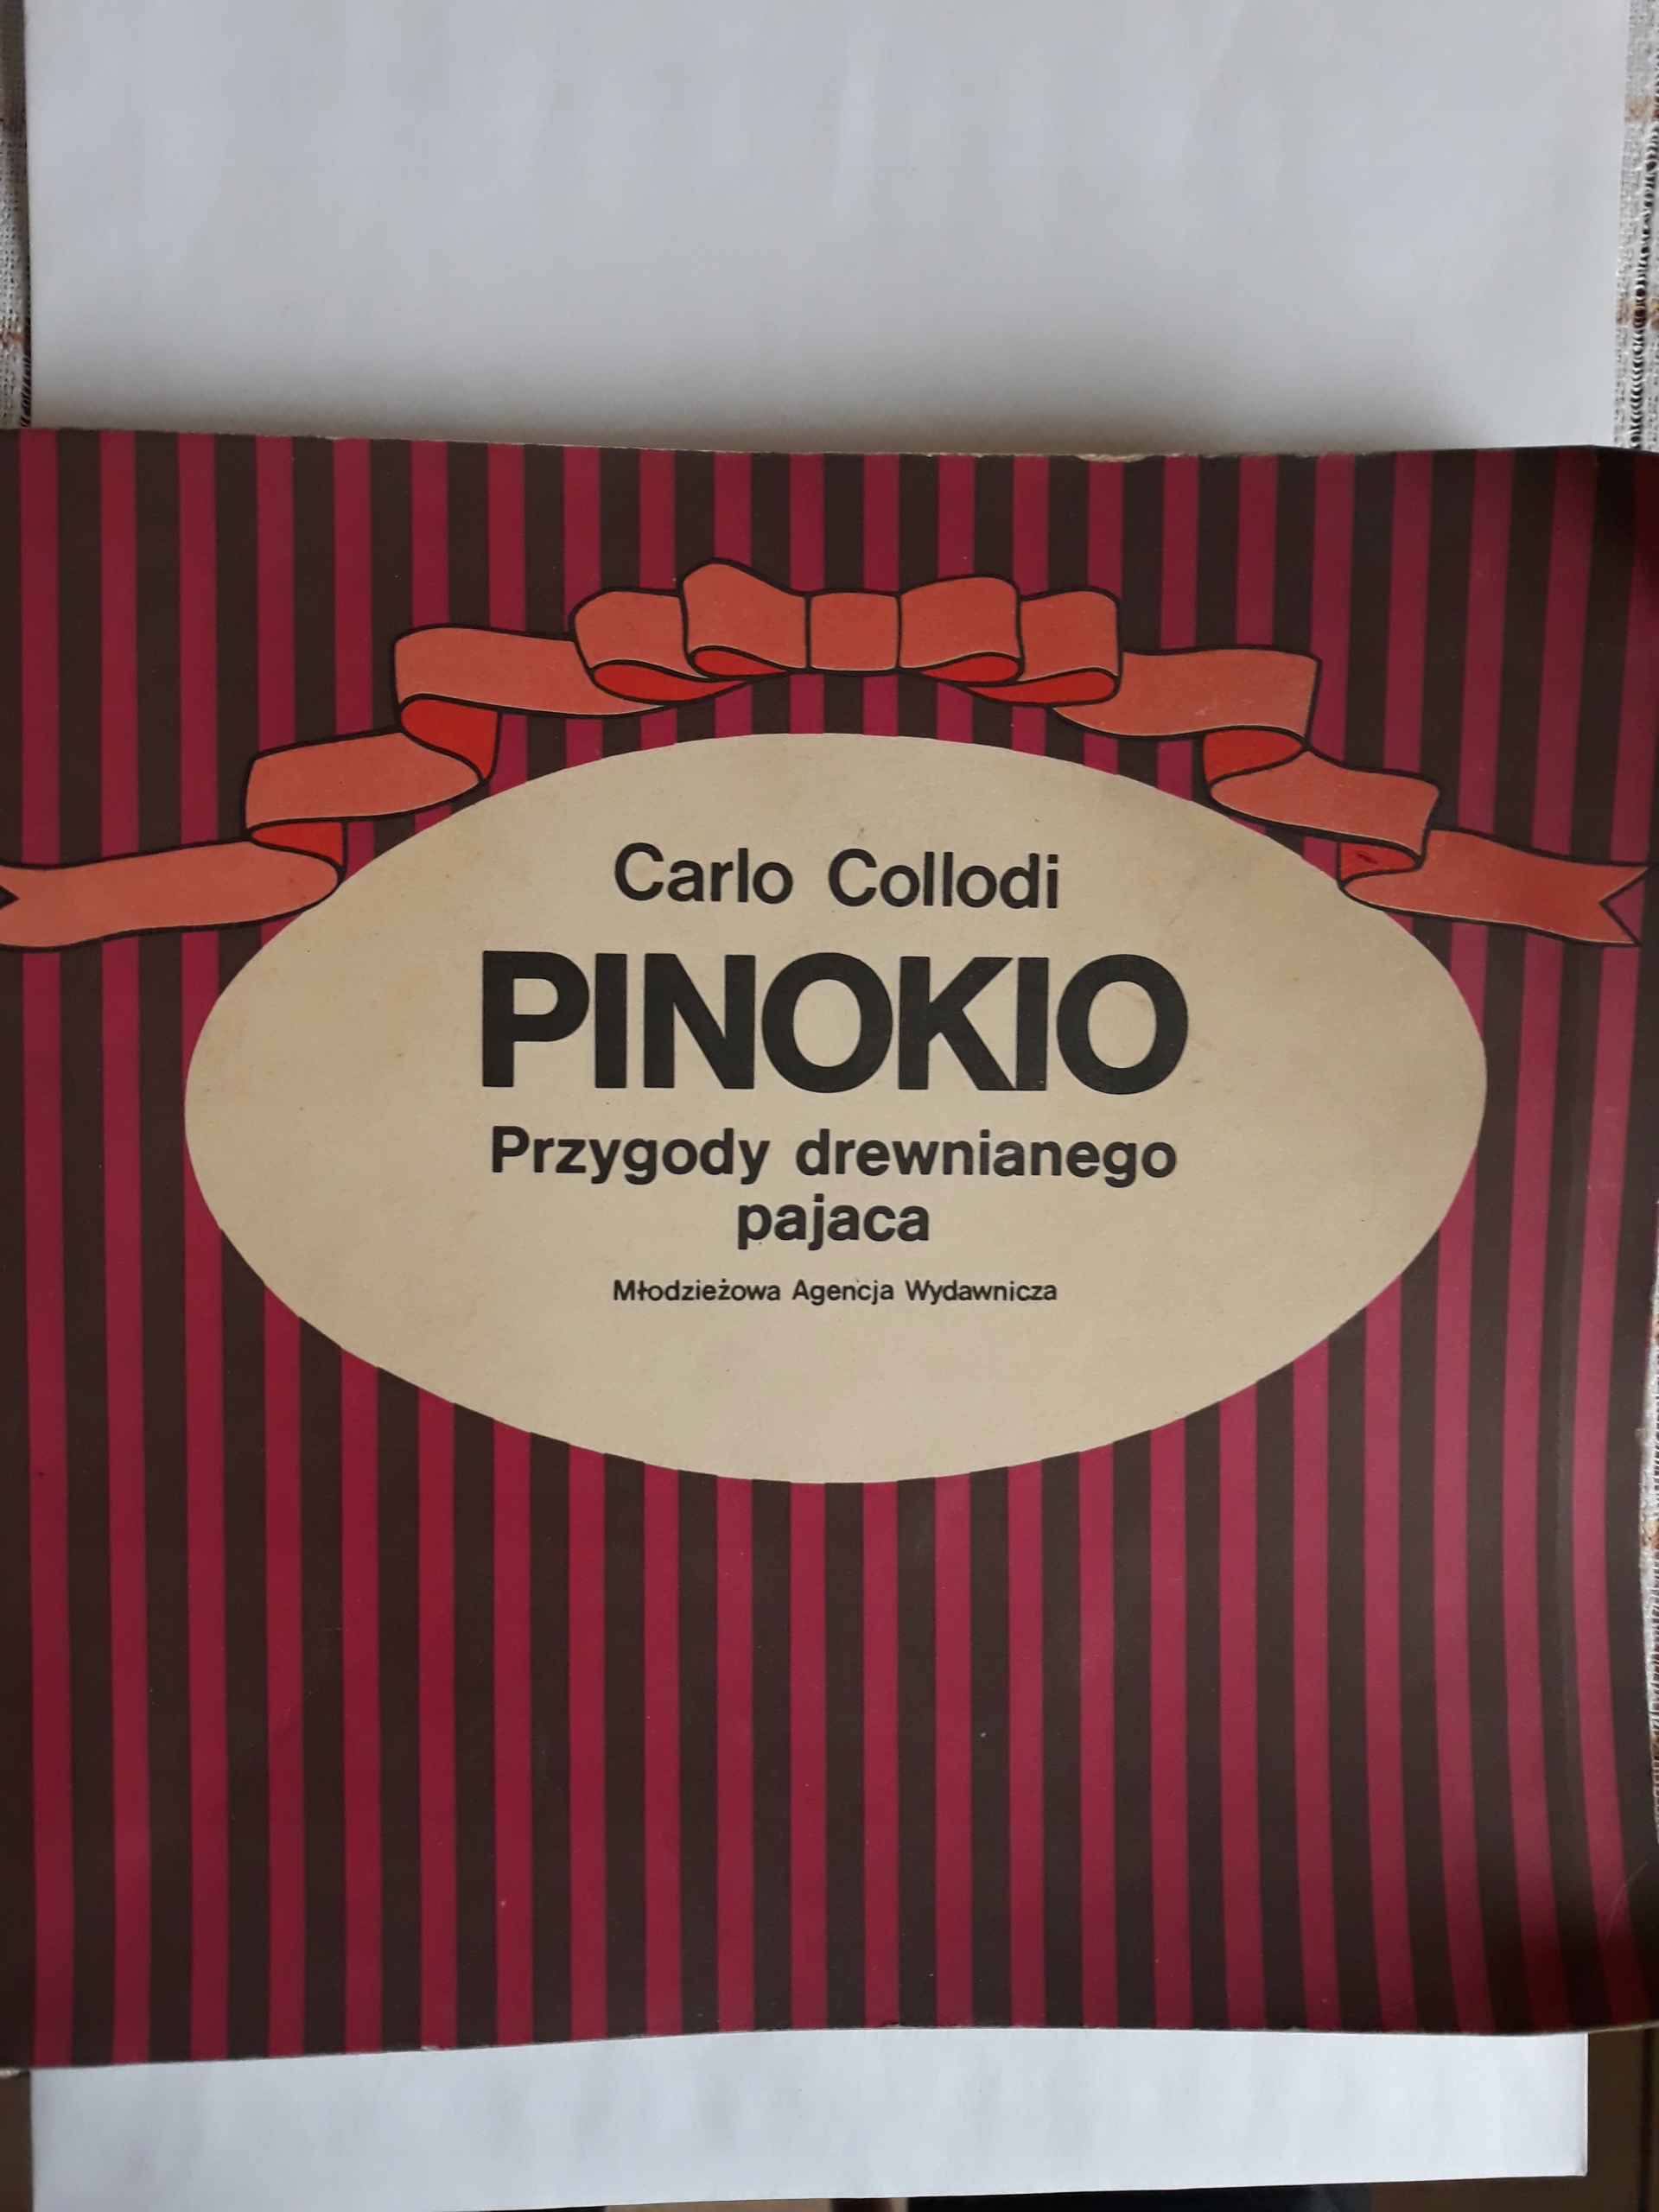 Carlo Collodi
PINOKIO
Przygody drewnianego
pajaca
Młodzieżowa Agencja Wydawnicza